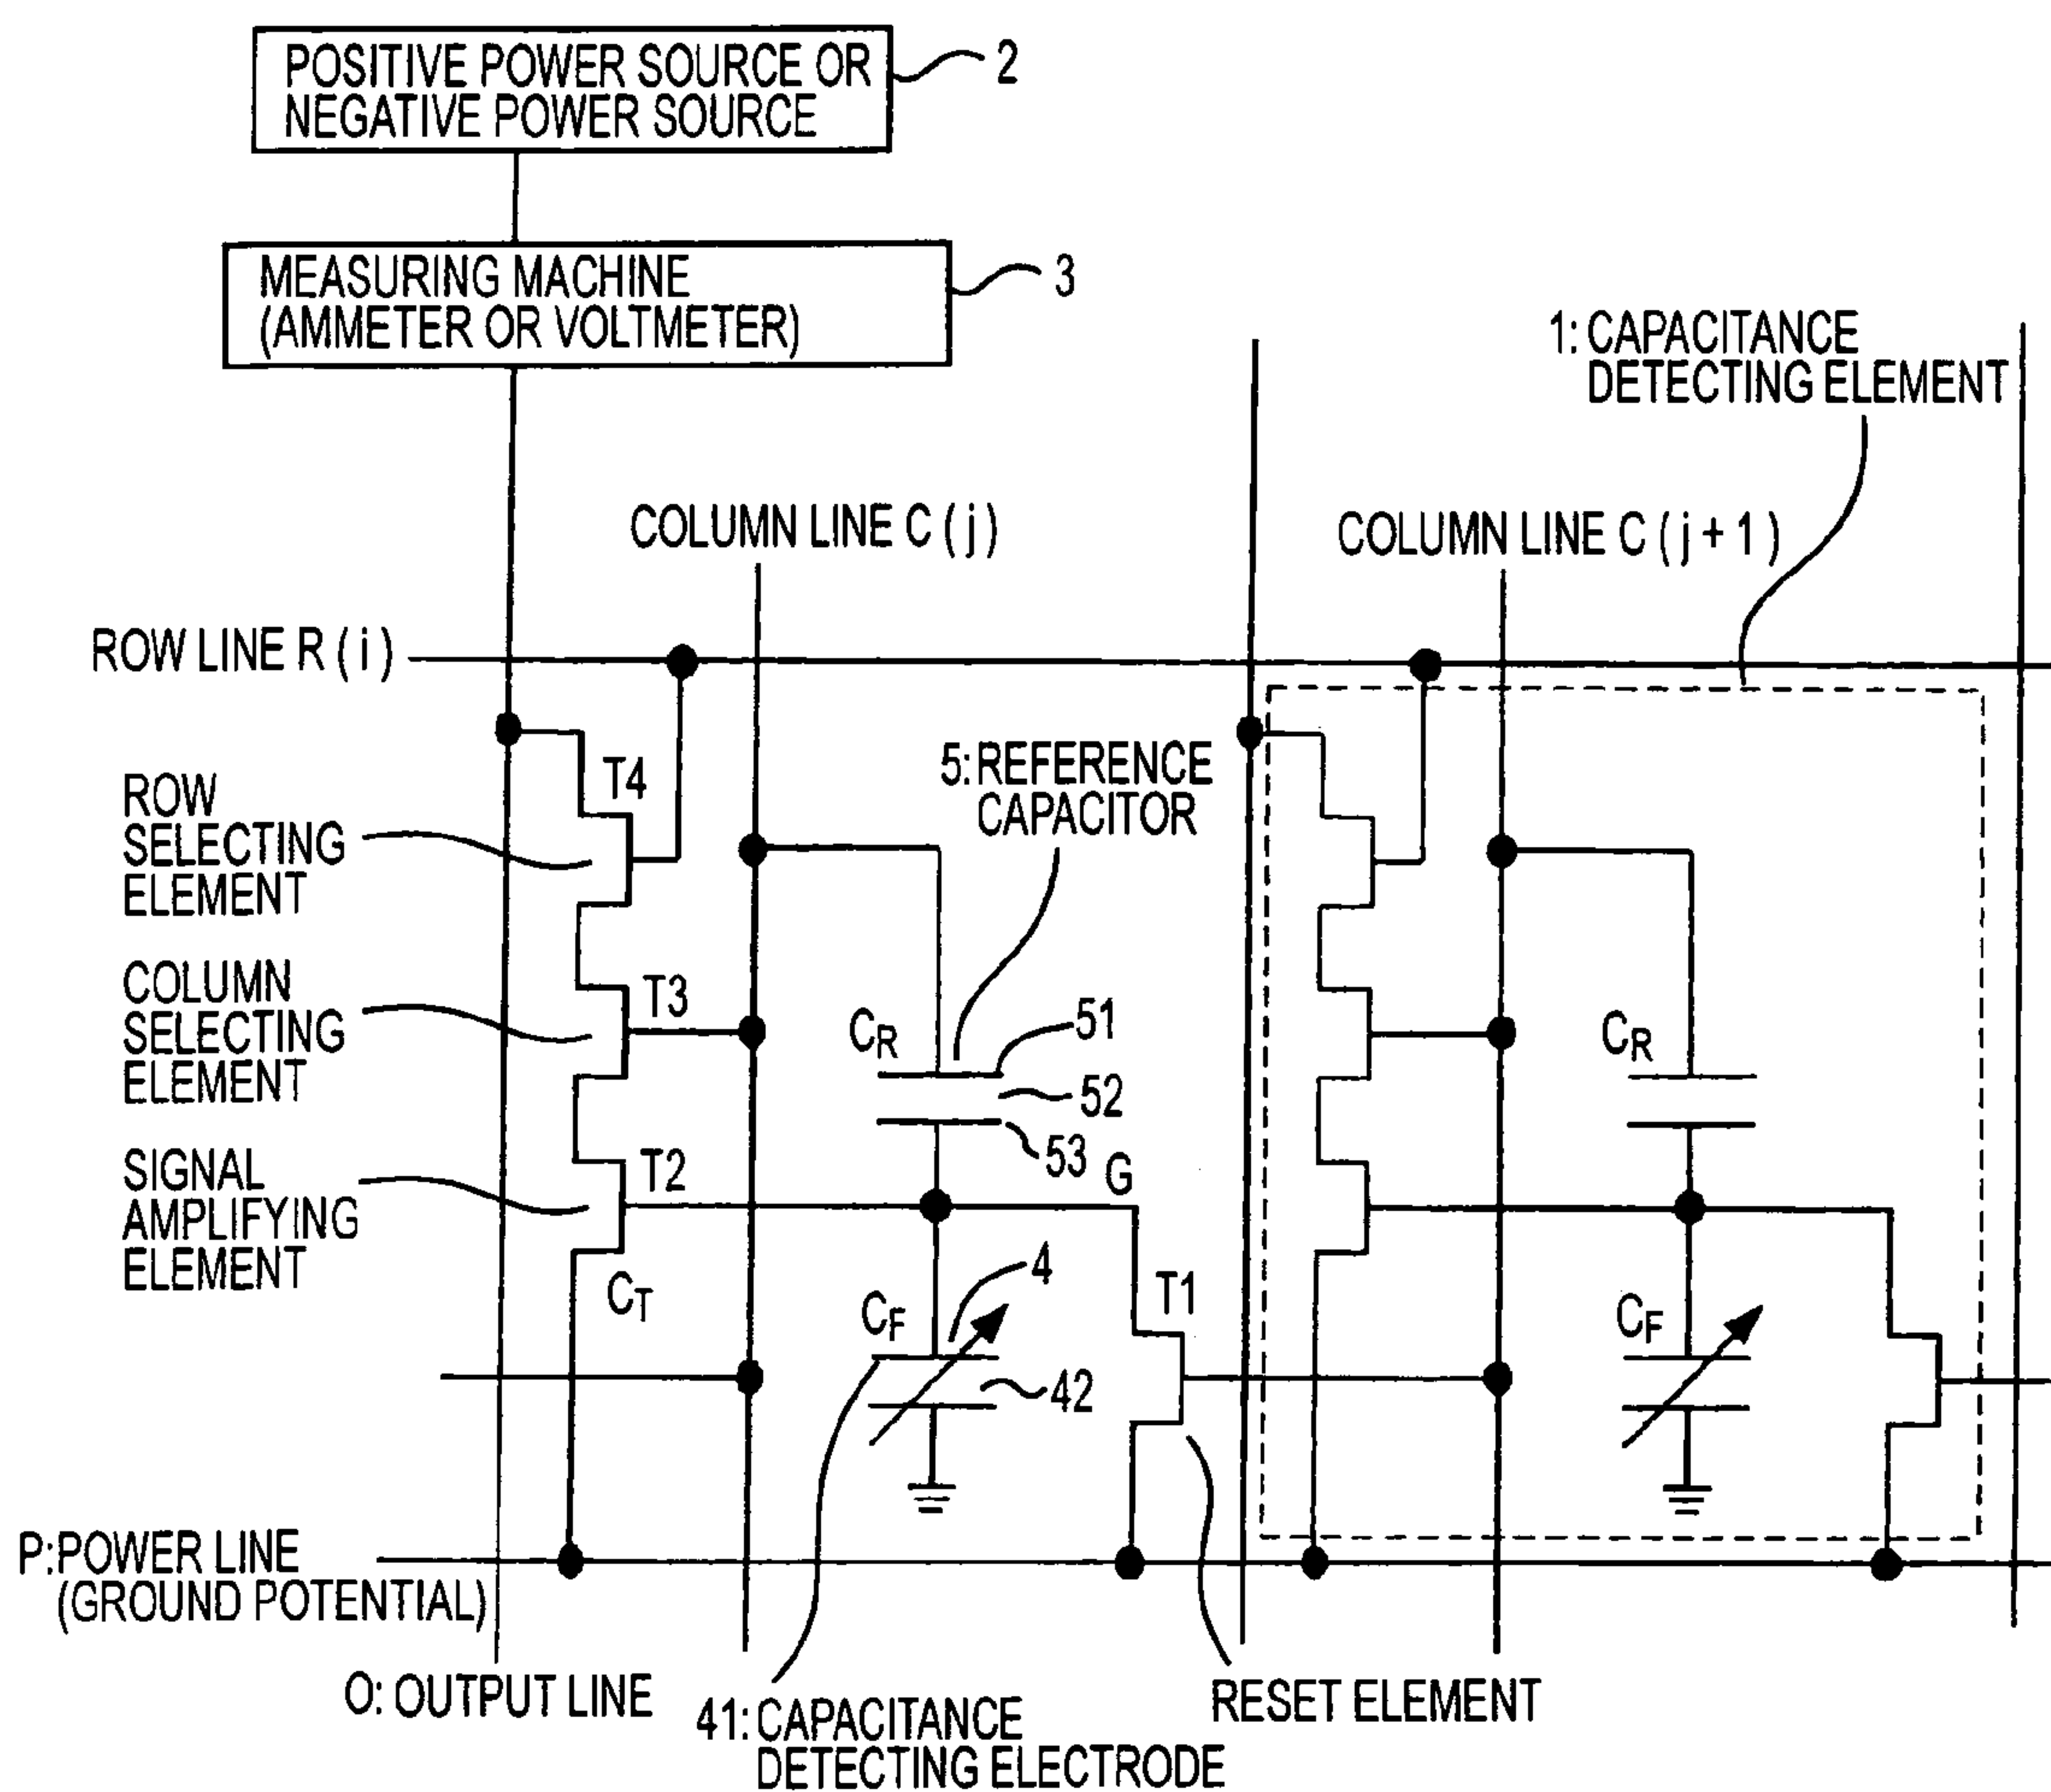 POSITIVE POWER SOURCE OR
NEGATIVE POWER SOURCE
2
MEASURING MACHINE
(AMMETER OR VOLTMETER)
3
1: CAPACITANCE
DETECTING ELEMENT
COLUMN LINE C ( j )
COLUMN LINE C ( j + 1 )
ROW LINE R ( i )
T4
ROW
SELECTING
ELEMENT
5: REFERENCE
CAPACITOR
COLUMN
SELECTING
ELEMENT
T3
CR
51
52
53
CR
SIGNAL
AMPLIFYING
ELEMENT
T2
G
CT
CF
4
42
T1
CF
P: POWER LINE
(GROUND POTENTIAL)
O: OUTPUT LINE
41: CAPACITANCE
DETECTING ELECTRODE
RESET ELEMENT